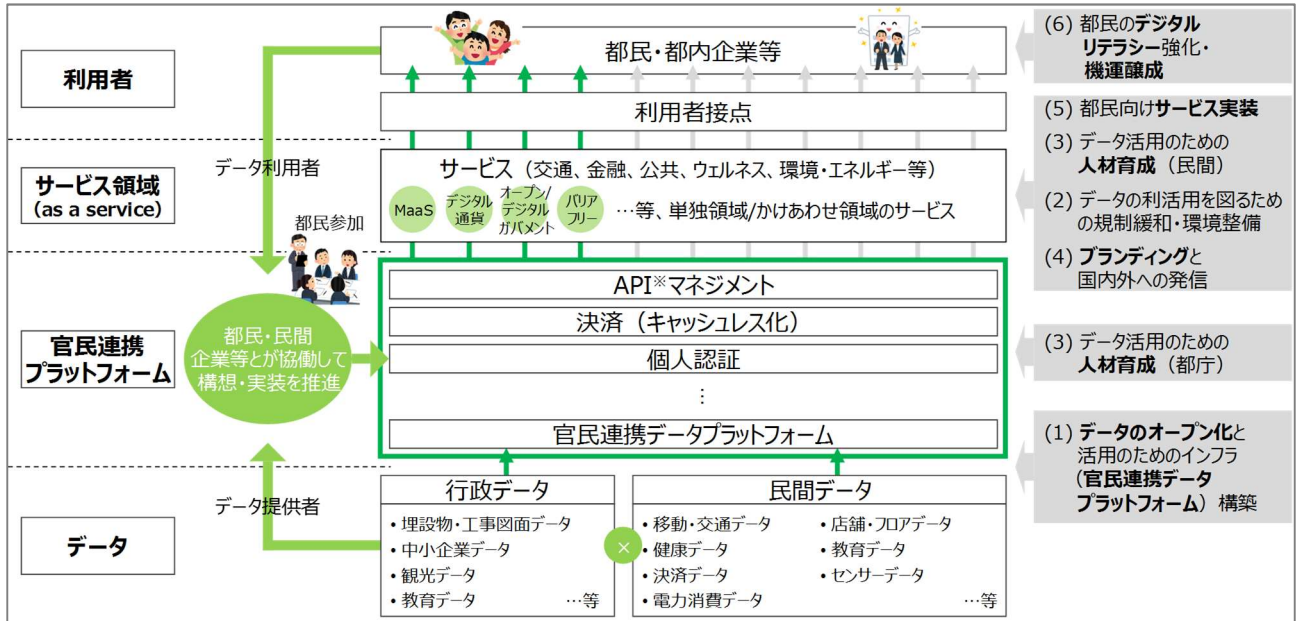 利用者
サービス領域
(as a service)
官民連携
プラットフォーム
データ
データ利用者
都民参加
都民・民間
企業等とが協働して
構想・実装を推進
データ提供者
都民・都内企業等
利用者接点
サービス（交通、金融、公共、ウェルネス、環境・エネルギー等）
MaaS
デジタル
通貨
オープン/
デジタル
ガバメント
バリア
フリー
…等、単独領域/かけあわせ領域のサービス
API※マネジメント
決済（キャッシュレス化）
個人認証
⋮
官民連携データプラットフォーム
行政データ
• 埋設物・工事図面データ
• 中小企業データ
• 観光データ
• 教育データ
…等
×
民間データ
• 移動・交通データ
• 健康データ
• 決済データ
• 電力消費データ
• 店舗・フロアデータ
• 教育データ
• センサーデータ
…等
(6) 都民のデジタル
リテラシー強化・
機運醸成
(5) 都民向けサービス実装
(3) データ活用のための
人材育成（民間）
(2) データの利活用を図るため
の規制緩和・環境整備
(4) ブランディングと
国内外への発信
(3) データ活用のための
人材育成（都庁）
(1) データのオープン化と
活用のためのインフラ
（官民連携データ
プラットフォーム）構築